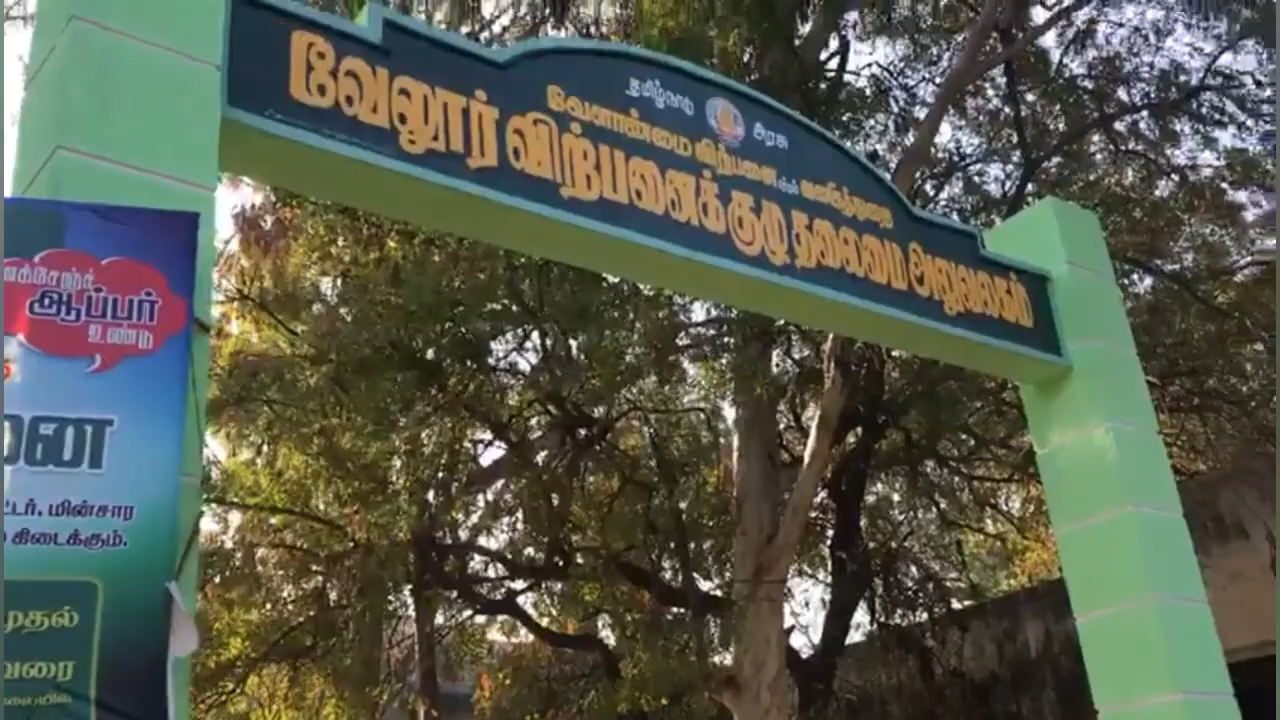 தமிழ்நாடு அரசு
வேளாண்மை விற்பனை மற்றும் வணிகத்துறை
வேலூர் விற்பனைக்குழு தலைமை அலுவலகம்
ஆப்பர்
உண்டு
னை
ட்டர், மின்சார
கிடைக்கும்.
முதல்
வரை